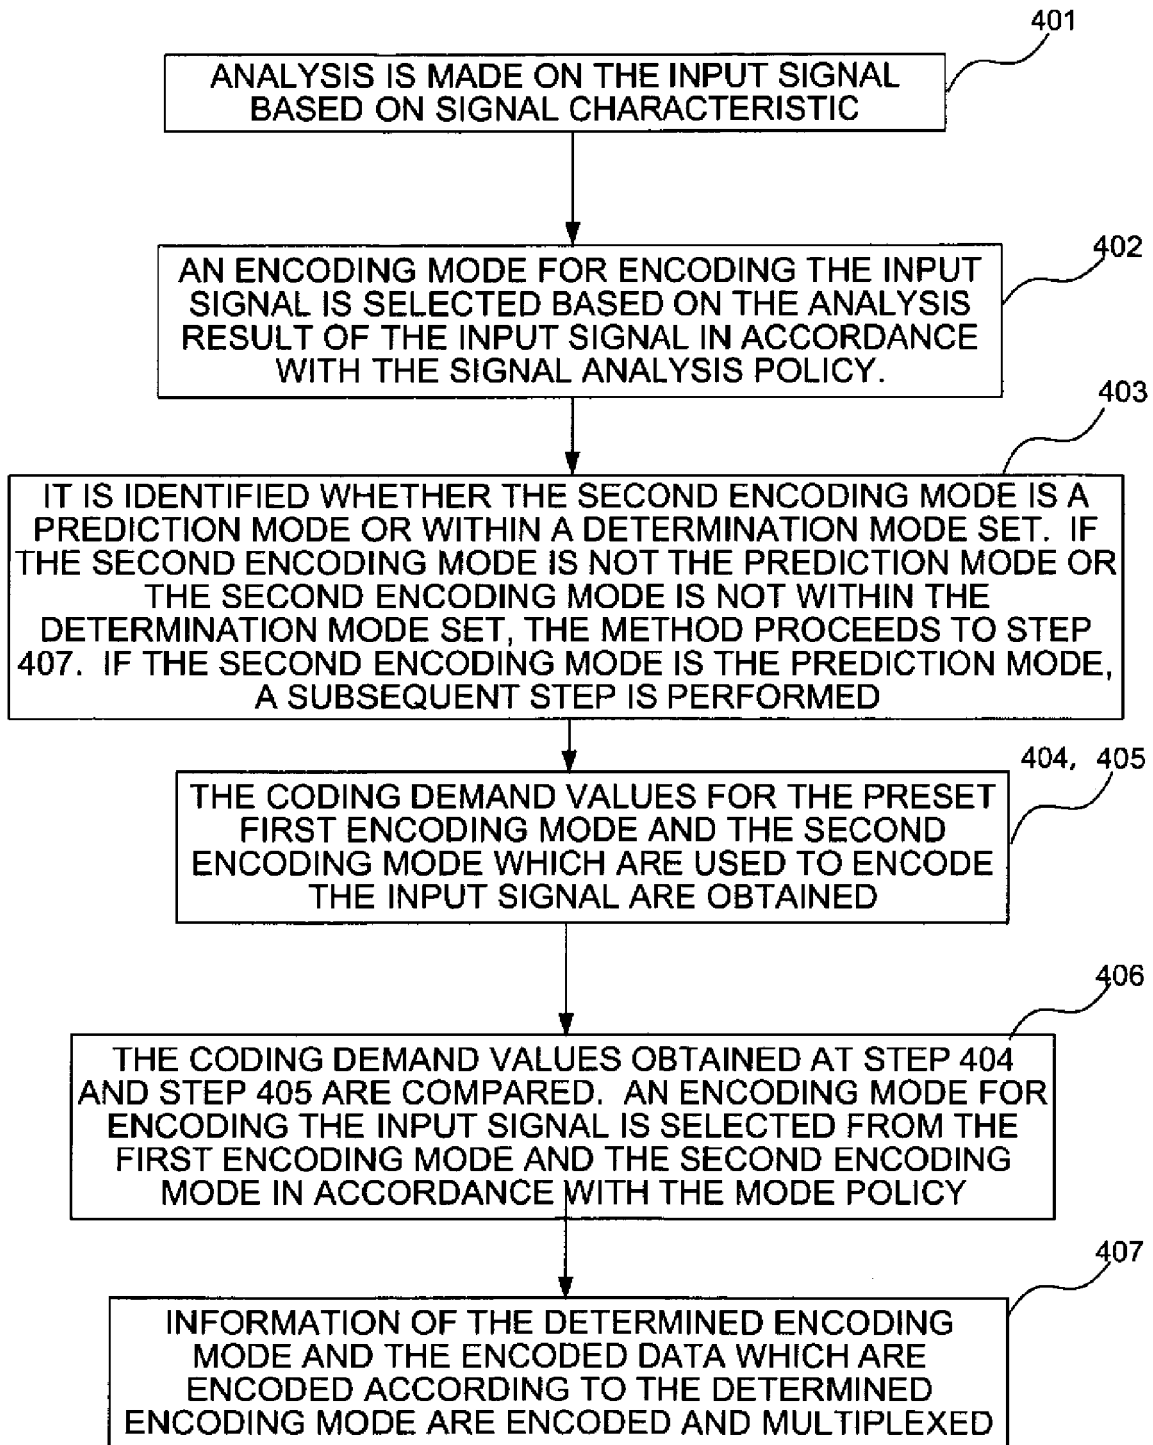 401
ANALYSIS IS MADE ON THE INPUT SIGNAL
BASED ON SIGNAL CHARACTERISTIC
402
AN ENCODING MODE FOR ENCODING THE INPUT
SIGNAL IS SELECTED BASED ON THE ANALYSIS
RESULT OF THE INPUT SIGNAL IN ACCORDANCE
WITH THE SIGNAL ANALYSIS POLICY.
403
IT IS IDENTIFIED WHETHER THE SECOND ENCODING MODE IS A
PREDICTION MODE OR WITHIN A DETERMINATION MODE SET. IF
THE SECOND ENCODING MODE IS NOT THE PREDICTION MODE OR
THE SECOND ENCODING MODE IS NOT WITHIN THE
DETERMINATION MODE SET, THE METHOD PROCEEDS TO STEP
407. IF THE SECOND ENCODING MODE IS THE PREDICTION MODE,
A SUBSEQUENT STEP IS PERFORMED
404, 405
THE CODING DEMAND VALUES FOR THE PRESET
FIRST ENCODING MODE AND THE SECOND
ENCODING MODE WHICH ARE USED TO ENCODE
THE INPUT SIGNAL ARE OBTAINED
406
THE CODING DEMAND VALUES OBTAINED AT STEP 404
AND STEP 405 ARE COMPARED. AN ENCODING MODE FOR
ENCODING THE INPUT SIGNAL IS SELECTED FROM THE
FIRST ENCODING MODE AND THE SECOND ENCODING
MODE IN ACCORDANCE WITH THE MODE POLICY
407
INFORMATION OF THE DETERMINED ENCODING
MODE AND THE ENCODED DATA WHICH ARE
ENCODED ACCORDING TO THE DETERMINED
ENCODING MODE ARE ENCODED AND MULTIPLEXED